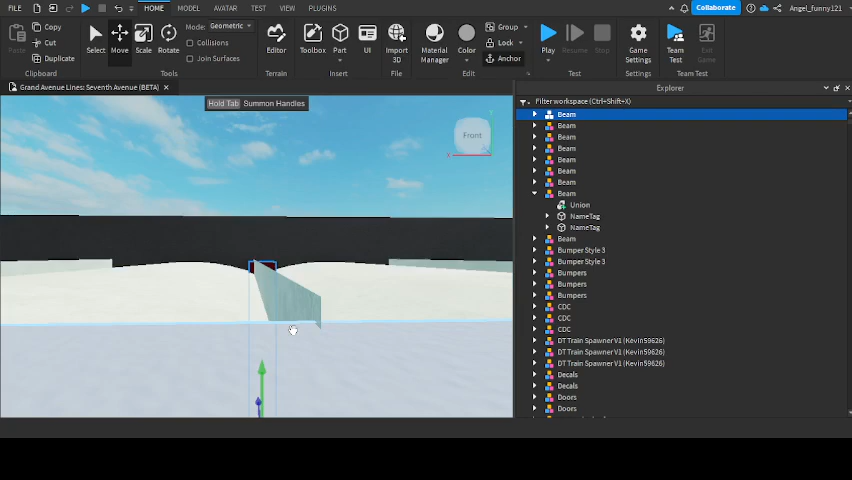 FILE
HOME
MODEL
AVATAR
TEST
VIEW
PLUGINS
Collaborate
Angel_funny121
Paste
Copy
Cut
Duplicate
Clipboard
Select
Move
Scale
Rotate
Mode: Geometric
Collisions
Join Surfaces
Tools
Editor
Terrain
Toolbox
Part
UI
Insert
Import
3D
File
Material
Manager
Color
Group
Lock
Anchor
Edit
Play
Resume
Stop
Test
Game
Settings
Settings
Team
Test
Exit
Game
Team Test
Grand Avenue Lines: Seventh Avenue (BETA)
Hold Tab Summon Handles
Front
X
Explorer
Filter workspace (Ctrl+Shift+X)
Beam
Beam
Beam
Beam
Beam
Beam
Beam
Beam
Union
NameTag
NameTag
Beam
Bumper Style 3
Bumper Style 3
Bumpers
Bumpers
Bumpers
CDC
CDC
CDC
DT Train Spawner V1 (Kevin59626)
DT Train Spawner V1 (Kevin59626)
DT Train Spawner V1 (Kevin59626)
Decals
Decals
Doors
Doors